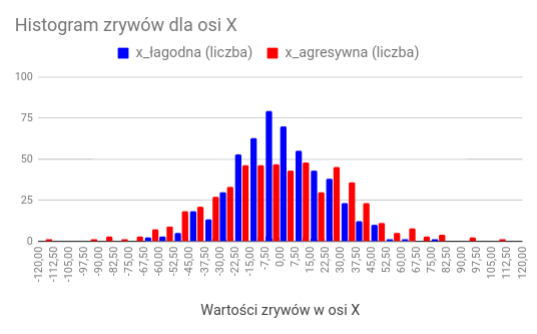 Histogram zrywów dla osi X
x_łagodna (liczba) x_agresywna (liczba)
100
75
50
25
0
-120,00 -112,50 -105,00 -97,50 -90,00 -82,50 -75,00 -67,50 -60,00 -52,50 -45,00 -37,50 -30,00 -22,50 -15,00 -7,50 0,00 7,50 15,00 22,50 30,00 37,50 45,00 52,50 60,00 67,50 75,00 82,50 90,00 97,50 105,00 112,50 120,00
Wartości zrywów w osi X